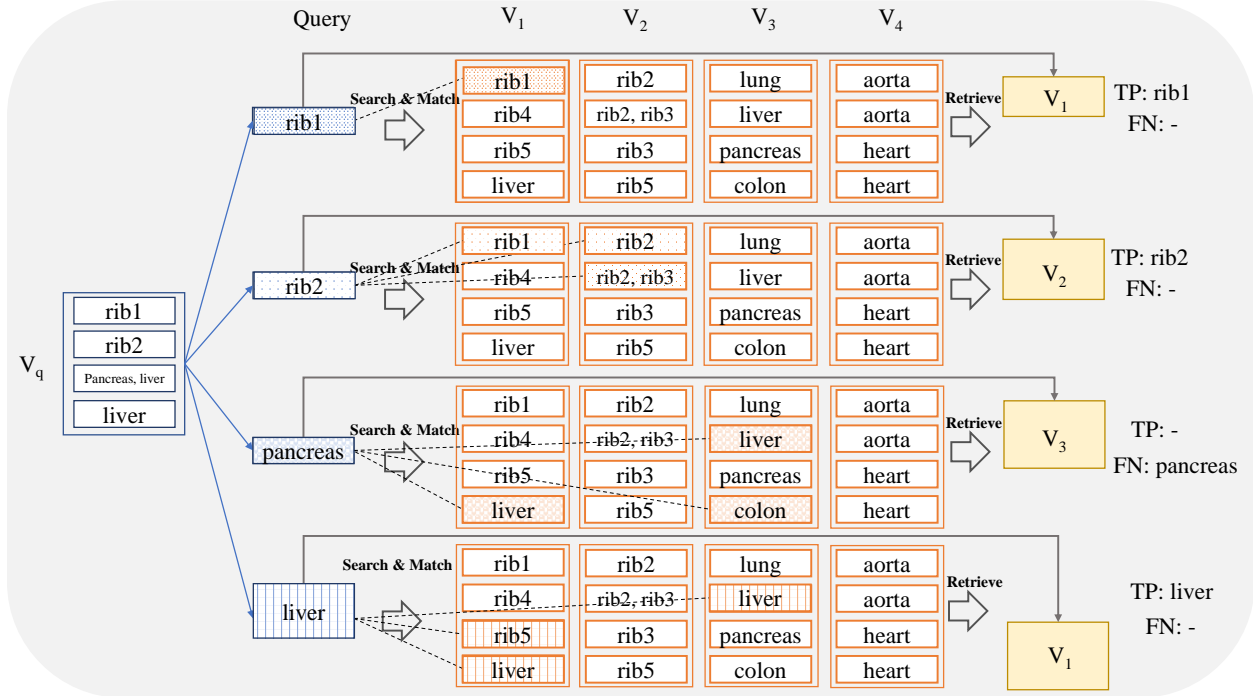 Query V1 V2 V3 V4
rib1 rib2 lung aorta
Search & Match Retrieve V1 TP: rib1
rib1 rib4 rib2, rib3 liver aorta FN: -
rib5 rib3 pancreas heart
liver rib5 colon heart
rib1 rib2 lung aorta
Search & Match Retrieve V2 TP: rib2
rib2 rib4 rib2, rib3 liver aorta FN: -
rib5 rib3 pancreas heart
liver rib5 colon heart
Vq
rib1
rib2
Pancreas, liver
liver
rib1 rib2 lung aorta
Search & Match Retrieve V3 TP: -
pancreas rib4 rib2, rib3 liver aorta FN: pancreas
rib5 rib3 pancreas heart
liver rib5 colon heart
Search & Match rib1 rib2 lung aorta Retrieve
liver rib4 rib2, rib3 liver aorta TP: liver
rib5 rib3 pancreas heart FN: -
liver rib5 colon heart V1